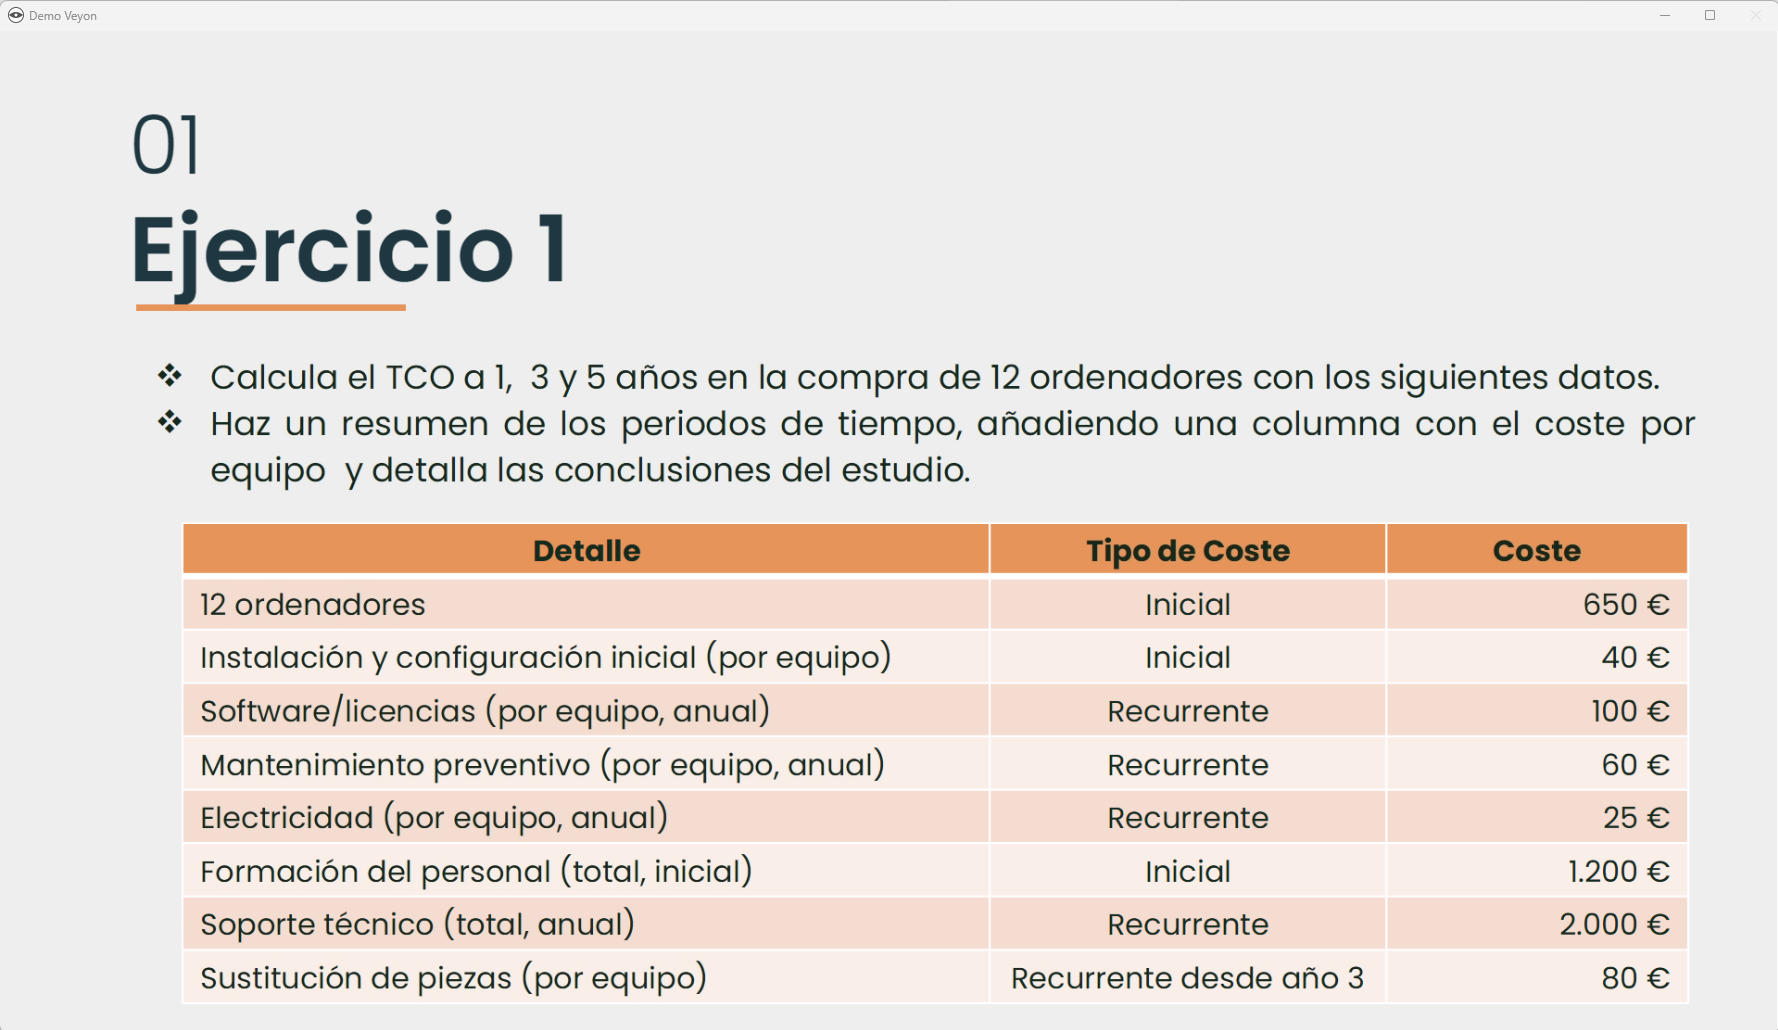 Demo Veyon
01
Ejercicio 1
❖ Calcula el TCO a 1, 3 y 5 años en la compra de 12 ordenadores con los siguientes datos.
❖ Haz un resumen de los periodos de tiempo, añadiendo una columna con el coste por
equipo y detalla las conclusiones del estudio.
Detalle Tipo de Coste Coste
12 ordenadores Inicial 650 €
Instalación y configuración inicial (por equipo) Inicial 40 €
Software/licencias (por equipo, anual) Recurrente 100 €
Mantenimiento preventivo (por equipo, anual) Recurrente 60 €
Electricidad (por equipo, anual) Recurrente 25 €
Formación del personal (total, inicial) Inicial 1.200 €
Soporte técnico (total, anual) Recurrente 2.000 €
Sustitución de piezas (por equipo) Recurrente desde año 3 80 €